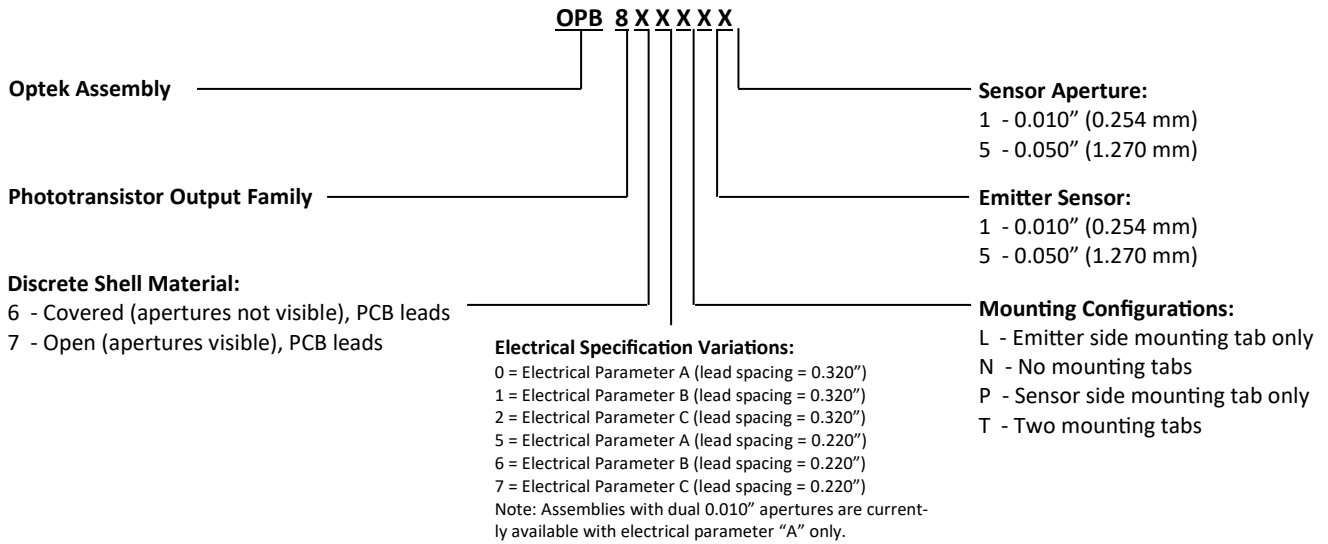 OPB 8 X X X X X
Optek Assembly
Phototransistor Output Family
Discrete Shell Material:
6 - Covered (apertures not visible), PCB leads
7 - Open (apertures visible), PCB leads
Electrical Specification Variations:
0 = Electrical Parameter A (lead spacing = 0.320”)
1 = Electrical Parameter B (lead spacing = 0.320”)
2 = Electrical Parameter C (lead spacing = 0.320”)
5 = Electrical Parameter A (lead spacing = 0.220”)
6 = Electrical Parameter B (lead spacing = 0.220”)
7 = Electrical Parameter C (lead spacing = 0.220”)
Note: Assemblies with dual 0.010” apertures are current-
ly available with electrical parameter “A” only.
Sensor Aperture:
1 - 0.010” (0.254 mm)
5 - 0.050” (1.270 mm)
Emitter Sensor:
1 - 0.010” (0.254 mm)
5 - 0.050” (1.270 mm)
Mounting Configurations:
L - Emitter side mounting tab only
N - No mounting tabs
P - Sensor side mounting tab only
T - Two mounting tabs